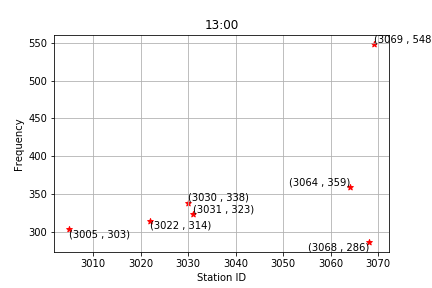 13:00
(3069 , 548
550
500
450
400
(3064 , 359)
350
(3030 , 338)
(3031 , 323)
(3022 , 314)
300
(3005 , 303)
(3068 , 286)
Frequency
3010 3020 3030 3040 3050 3060 3070
Station ID